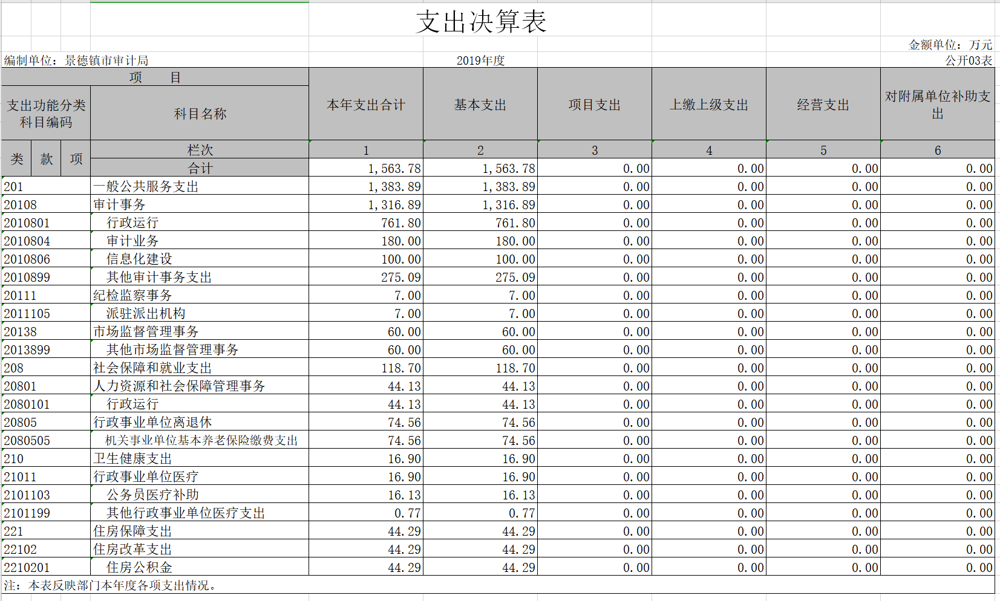 支出决算表
金额单位：万元
编制单位：景德镇市审计局 2019年度 公开03表
项 目 本年支出合计 基本支出 项目支出 上缴上级支出 经营支出 对附属单位补助支
出
支出功能分类
科目编码 科目名称
类 款 项 栏次 1 2 3 4 5 6
合计 1,563.78 1,563.78 0.00 0.00 0.00 0.00
201 一般公共服务支出 1,383.89 1,383.89 0.00 0.00 0.00 0.00
20108 审计事务 1,316.89 1,316.89 0.00 0.00 0.00 0.00
2010801 行政运行 761.80 761.80 0.00 0.00 0.00 0.00
2010804 审计业务 180.00 180.00 0.00 0.00 0.00 0.00
2010806 信息化建设 100.00 100.00 0.00 0.00 0.00 0.00
2010899 其他审计事务支出 275.09 275.09 0.00 0.00 0.00 0.00
20111 纪检监察事务 7.00 7.00 0.00 0.00 0.00 0.00
2011105 派驻派出机构 7.00 7.00 0.00 0.00 0.00 0.00
20138 市场监督管理事务 60.00 60.00 0.00 0.00 0.00 0.00
2013899 其他市场监督管理事务 60.00 60.00 0.00 0.00 0.00 0.00
208 社会保障和就业支出 118.70 118.70 0.00 0.00 0.00 0.00
20801 人力资源和社会保障管理事务 44.13 44.13 0.00 0.00 0.00 0.00
2080101 行政运行 44.13 44.13 0.00 0.00 0.00 0.00
20805 行政事业单位离退休 74.56 74.56 0.00 0.00 0.00 0.00
2080505 机关事业单位基本养老保险缴费支出 74.56 74.56 0.00 0.00 0.00 0.00
210 卫生健康支出 16.90 16.90 0.00 0.00 0.00 0.00
21011 行政事业单位医疗 16.90 16.90 0.00 0.00 0.00 0.00
2101103 公务员医疗补助 16.13 16.13 0.00 0.00 0.00 0.00
2101199 其他行政事业单位医疗支出 0.77 0.77 0.00 0.00 0.00 0.00
221 住房保障支出 44.29 44.29 0.00 0.00 0.00 0.00
22102 住房改革支出 44.29 44.29 0.00 0.00 0.00 0.00
2210201 住房公积金 44.29 44.29 0.00 0.00 0.00 0.00
注：本表反映部门本年度各项支出情况。